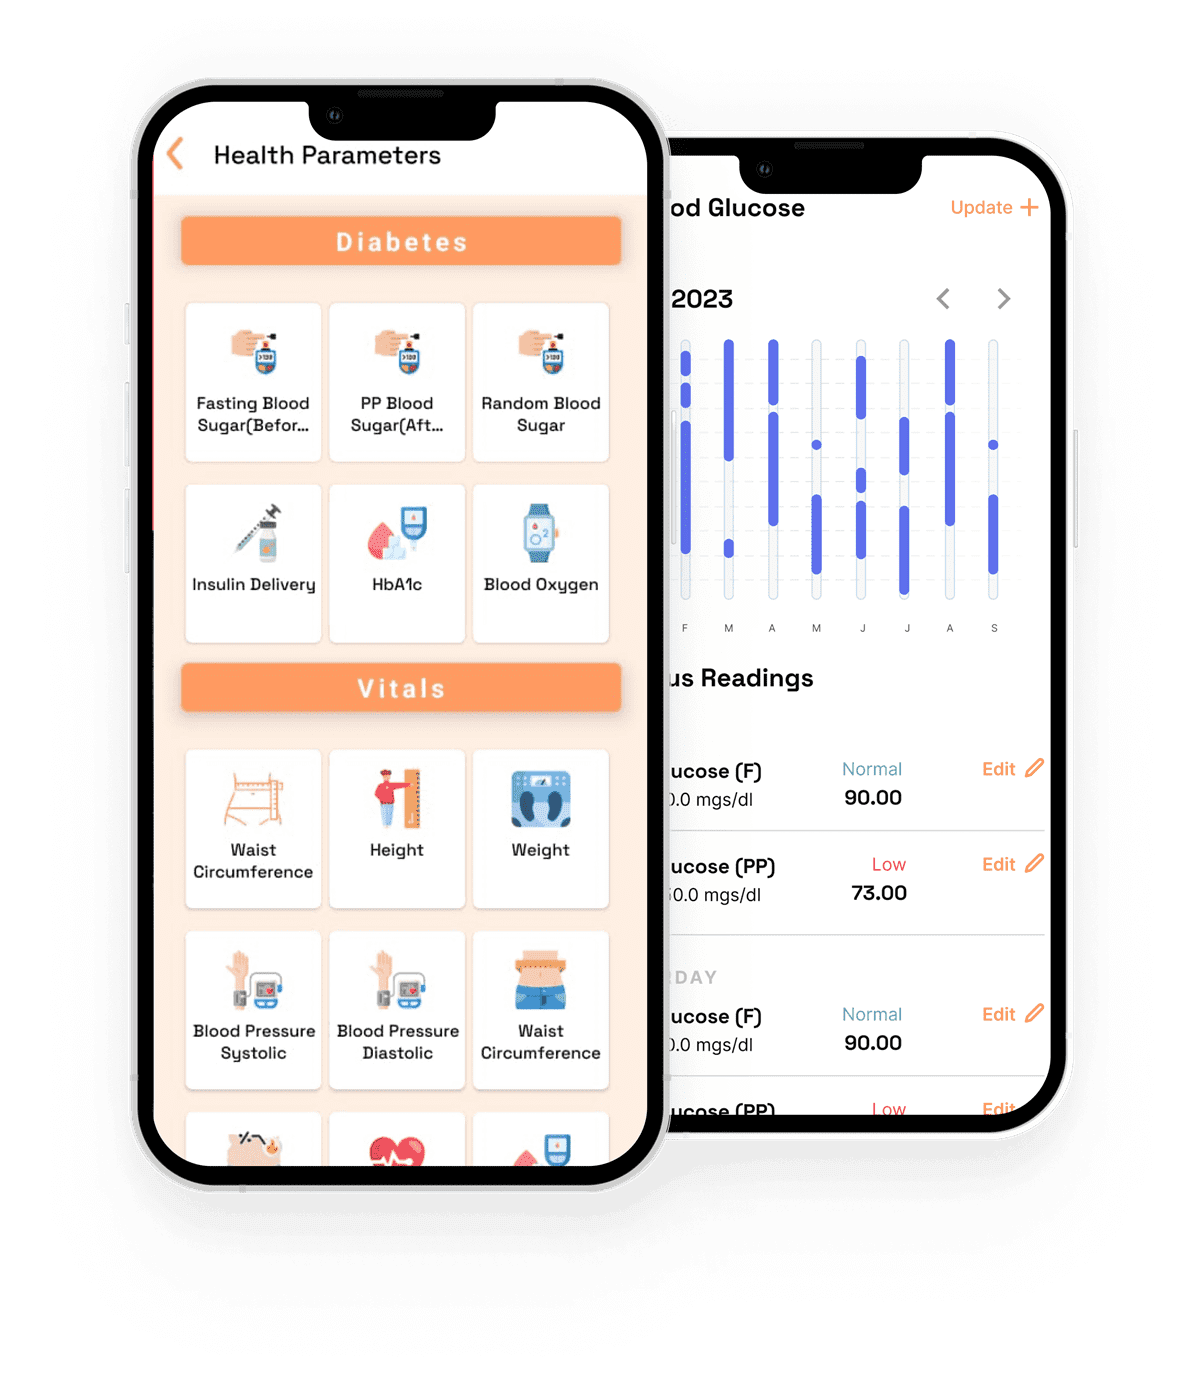 Health Parameters
Diabetes
Fasting Blood
Sugar(Befor...
PP Blood
Sugar(Aft...
Random Blood
Sugar
Insulin Delivery
HbA1c
Blood Oxygen
Vitals
Waist
Circumference
Height
Weight
Blood Pressure
Systolic
Blood Pressure
Diastolic
Waist
Circumference
od Glucose
Update +
2023
F M A M J J A S
us Readings
ucose (F)
Normal
Edit
0.0 mgs/dl
90.00
ucose (PP)
Low
Edit
0.0 mgs/dl
73.00
DAY
ucose (F)
Normal
Edit
0.0 mgs/dl
90.00
ucose (PP)
Low
Edit